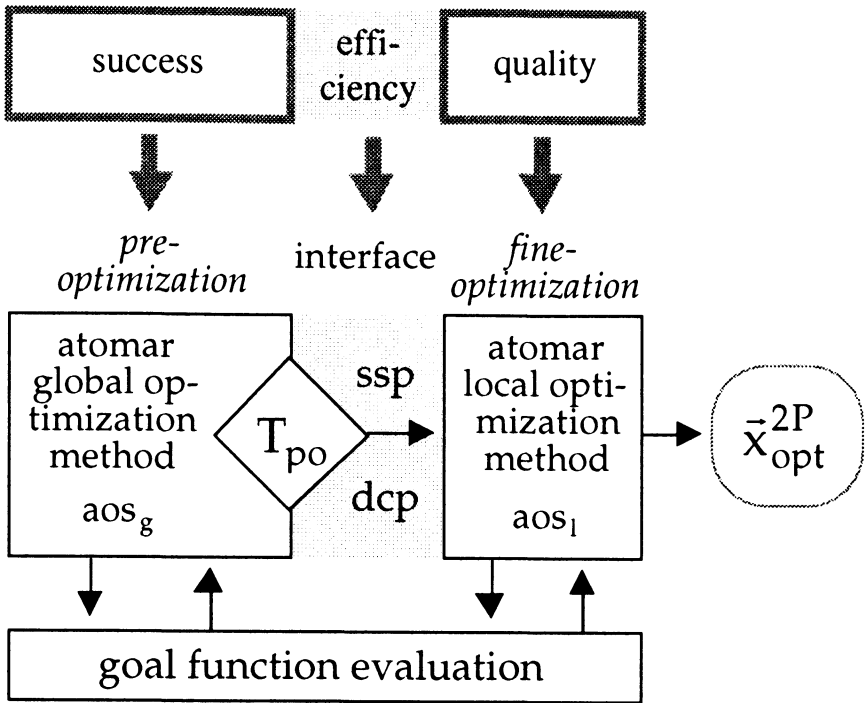 success
effi-
ciency
quality
pre-
optimization
interface
fine-
optimization
atomar
global op-
timization
method
aos_g
T_po
ssp
dcp
atomar
local opti-
mization
method
aos_l
x⃗_opt^2P
goal function evaluation